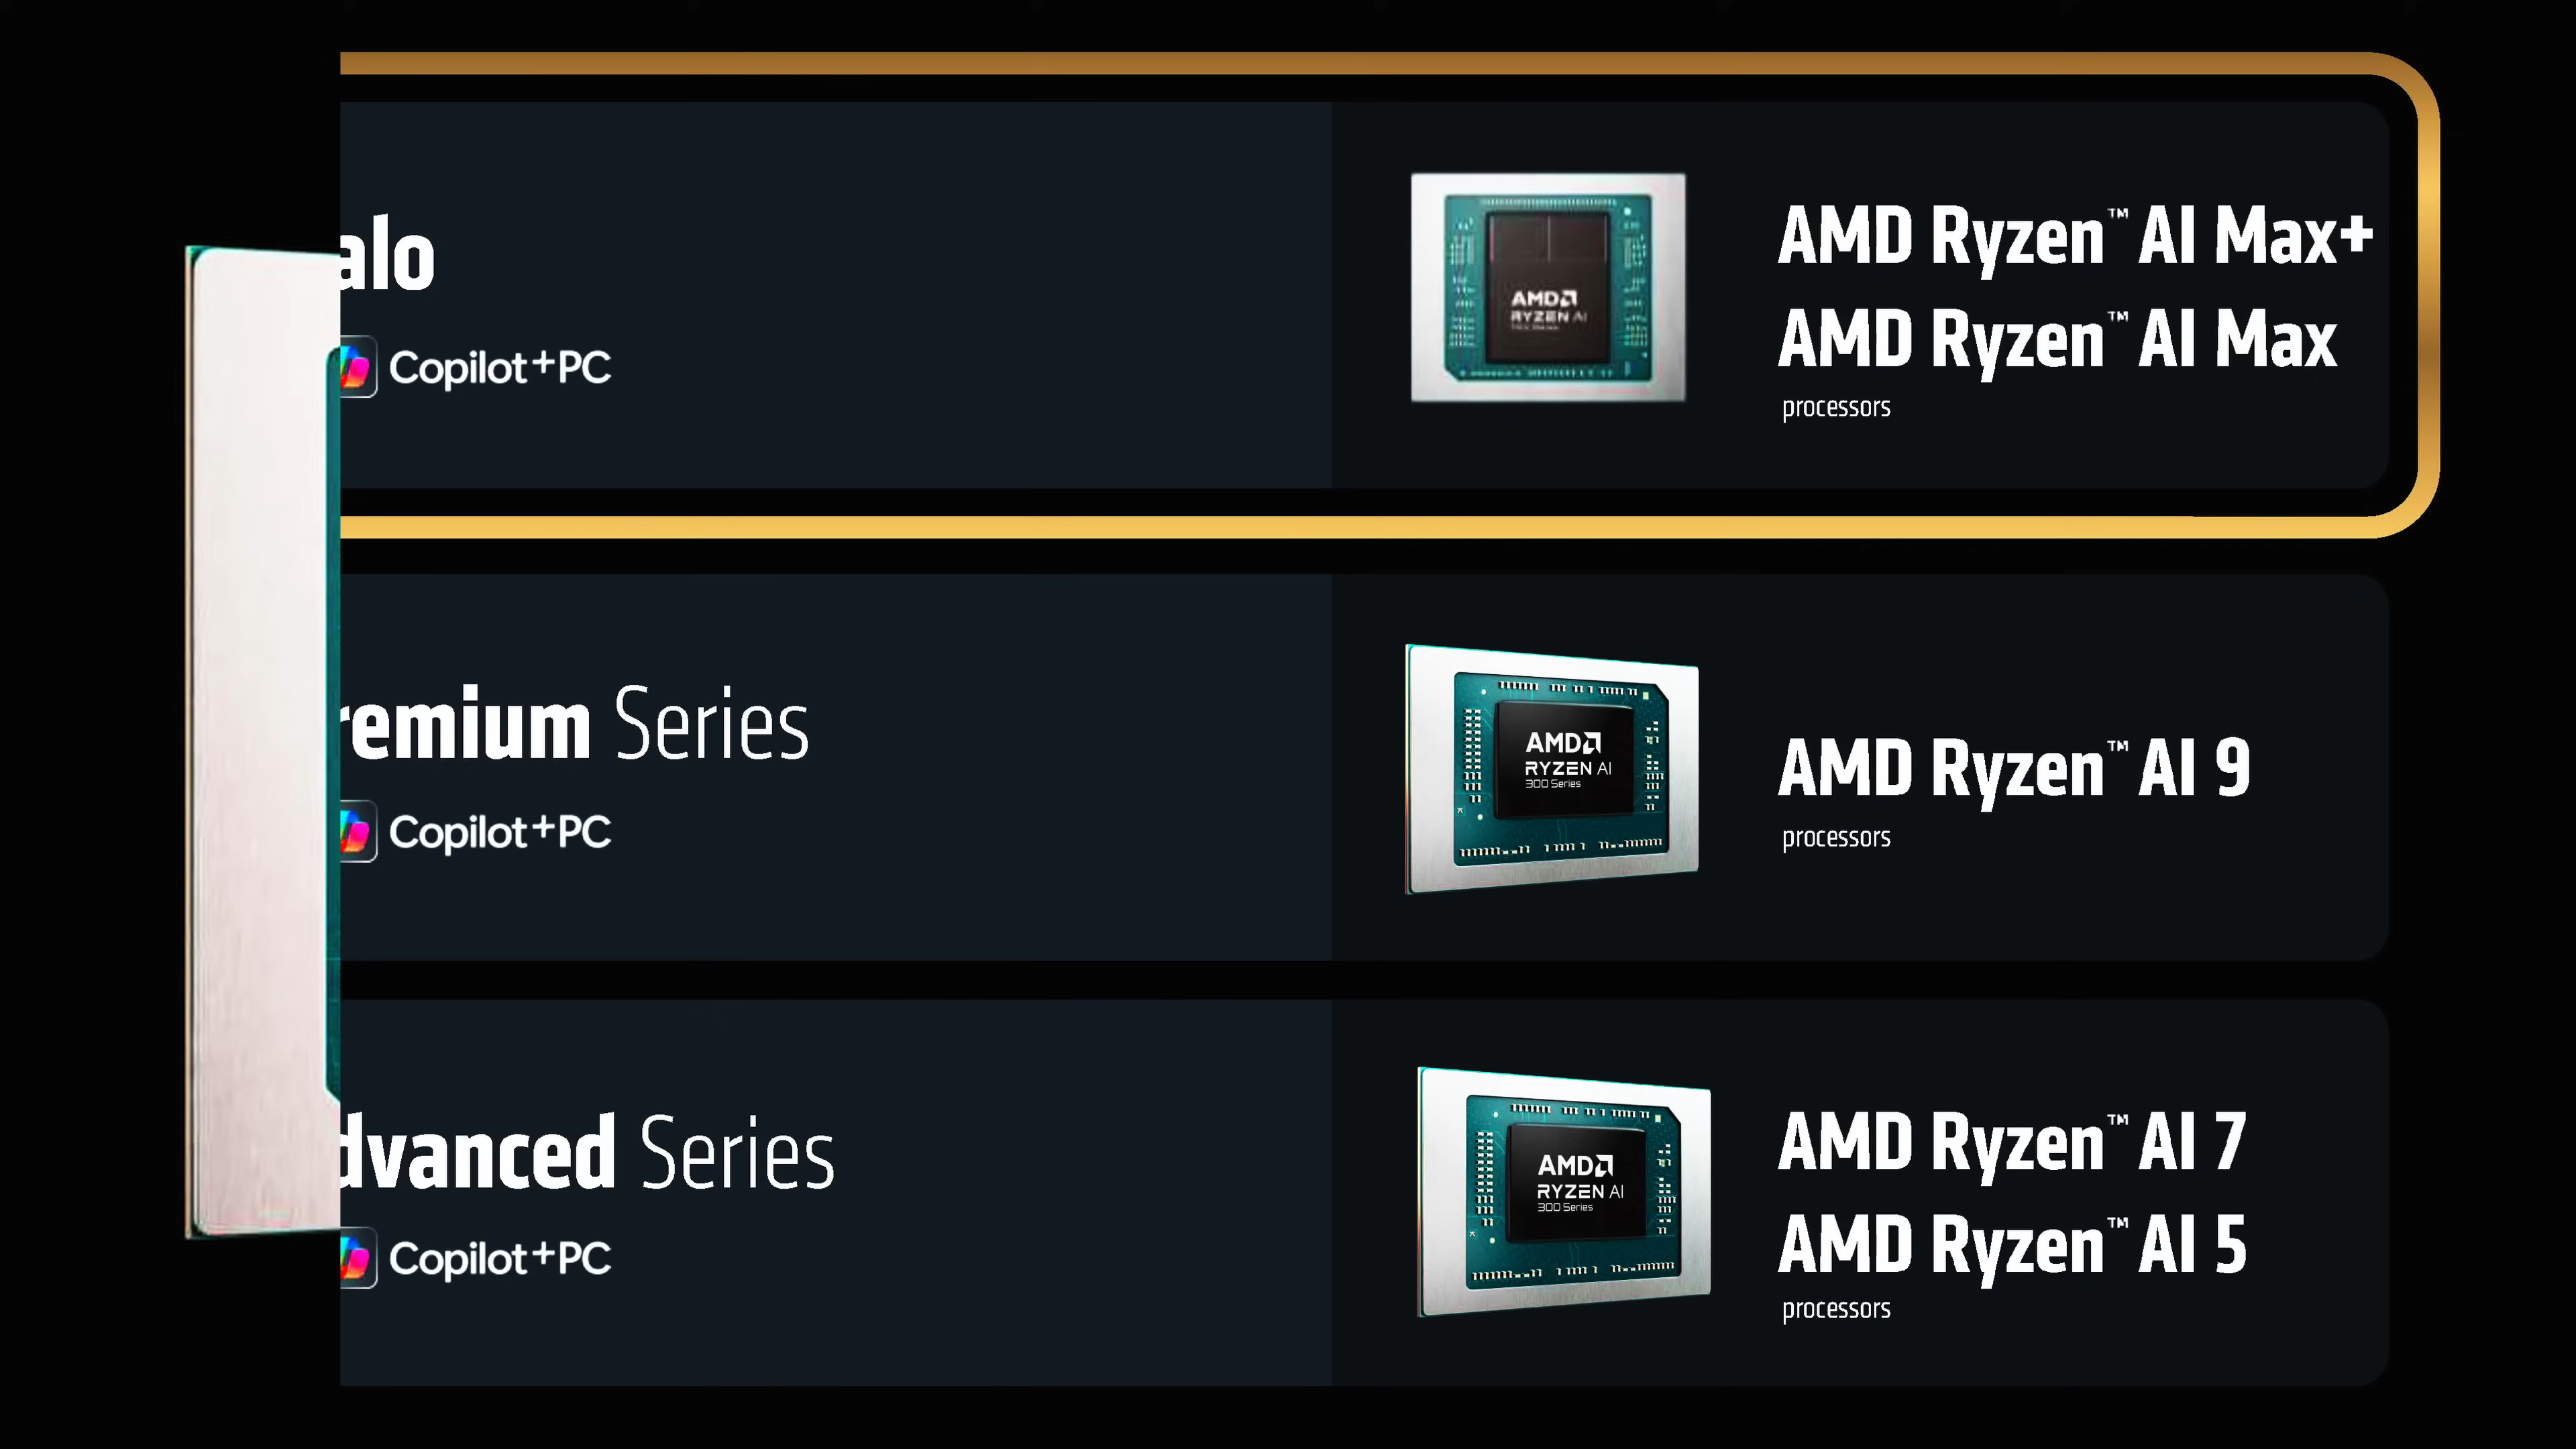 alo
Copilot+PC
AMD
RYZEN AI
AMD Ryzen™ AI Max+
AMD Ryzen™ AI Max
processors
remium Series
Copilot+PC
AMD
RYZEN AI
300 Series
AMD Ryzen™ AI 9
processors
dvanced Series
Copilot+PC
AMD
RYZEN AI
300 Series
AMD Ryzen™ AI 7
AMD Ryzen™ AI 5
processors